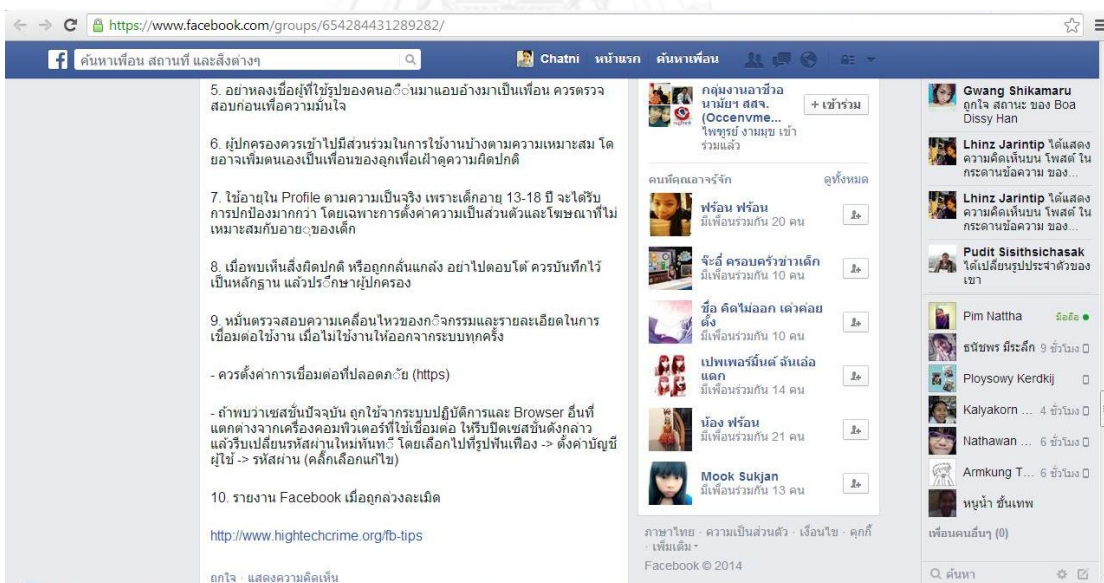 https://www.facebook.com/groups/654284431289282/
ค้นหาเพื่อน สถานที่ และสิ่งต่างๆ
Chatni หน้าแรก ค้นหาเพื่อน
5. อย่าหลงเชื่อผู้ที่ใช้รูปของคนอื่นมาแอบอ้างมาเป็นเพื่อน ควรตรวจ
สอบก่อนเพื่อความมั่นใจ
6. ผู้ปกครองควรเข้าไปมีส่วนร่วมในการใช้งานบ้างตามความเหมาะสม โด
ยอาจเพิ่มตนเองเป็นเพื่อนของลูกเพื่อเฝ้าดูความผิดปกติ
7. ใช้อายุใน Profile ตามความเป็นจริง เพราะเด็กอายุ 13-18 ปี จะได้รับ
การปกป้องมากกว่า โดยเฉพาะการตั้งค่าความเป็นส่วนตัวและโฆษณาที่ไม่
เหมาะสมกับอายุของเด็ก
8. เมื่อพบเห็นสิ่งผิดปกติ หรือถูกกลั่นแกล้ง อย่าไปตอบโต้ ควรบันทึกไว้
เป็นหลักฐาน แล้วปรึกษาผู้ปกครอง
9. หมั่นตรวจสอบความเคลื่อนไหวของกิจกรรมและรายละเอียดในการ
เชื่อมต่อใช้งาน เมื่อไม่ใช้งานให้ออกจากระบบทุกครั้ง
- ควรตั้งค่าการเชื่อมต่อที่ปลอดภัย (https)
- ถ้าพบว่าเซสชั่นปัจจุบัน ถูกใช้จากระบบปฏิบัติการและ Browser อื่นที่
แตกต่างจากเครื่องคอมพิวเตอร์ที่ใช้เชื่อมต่อ ให้รีบปิดเซสชั่นดังกล่าว
แล้วรีบเปลี่ยนรหัสผ่านใหม่ทันที โดยเลือกไปที่รูปฟันเฟือง -> ตั้งค่าบัญชี
ผู้ใช้ -> รหัสผ่าน (คลิ๊กเลือกแก้ไข)
10. รายงาน Facebook เมื่อถูกล่วงละเมิด
http://www.hightechcrime.org/fb-tips
ถูกใจ · แสดงความคิดเห็น
กลุ่มงานอาชีวอ
นามัยฯ สสจ.
(Occenvme...
ไพฑูรย์ งามมุข เข้า
ร่วมแล้ว
+ เข้าร่วม
คนที่คุณอาจรู้จัก ดูทั้งหมด
ฟร้อน ฟร้อน
มีเพื่อนร่วมกัน 20 คน
จ๊ะอี๋ ครอบครัวข่าวเด็ก
มีเพื่อนร่วมกัน 10 คน
ชื่อ คิดไม่ออก เด่วค่อย
ตั้ง
มีเพื่อนร่วมกัน 10 คน
เปพเพอร์มิ้นต์ ฉันเอ๋อ
แดก
มีเพื่อนร่วมกัน 14 คน
น้อง ฟร้อน
มีเพื่อนร่วมกัน 21 คน
Mook Sukjan
มีเพื่อนร่วมกัน 13 คน
ภาษาไทย · ความเป็นส่วนตัว · เงื่อนไข · คุกกี้
· เพิ่มเติม
Facebook © 2014
Gwang Shikamaru
ถูกใจ สถานะ ของ Boa
Dissy Han
Lhinz Jarintip ได้แสดง
ความคิดเห็นบน โพสต์ ใน
กระดานข้อความ ของ...
Lhinz Jarintip ได้แสดง
ความคิดเห็นบน โพสต์ ใน
กระดานข้อความ ของ...
Pudit Sisithsichasak
ได้เปลี่ยนรูปประจำตัวของ
เขา
Pim Nattha มือถือ
ธนัชพร มีระลึก 9 ชั่วโมง
Ploysowy Kerdkij
Kalyakorn ... 4 ชั่วโมง
Nathawan ... 6 ชั่วโมง
Armkung T... 6 ชั่วโมง
หนูน้ำ ชั้นเทพ
เพื่อนคนอื่นๆ (0)
ค้นหา